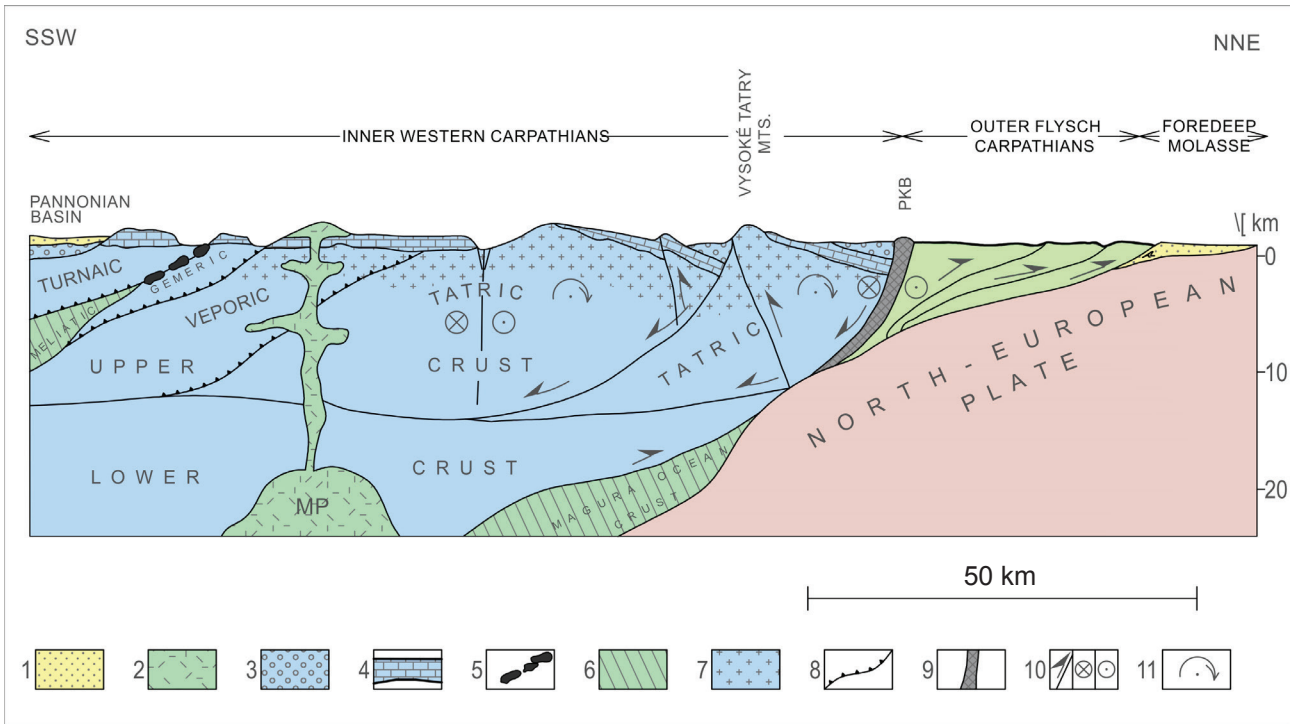 SSW
NNE
VYSOKÉ TATRY
MTS.
INNER WESTERN CARPATHIANS
OUTER FLYSCH
CARPATHIANS
FOREDEEP
MOLASSE
PANNONIAN
BASIN
PKB
km
0
10
20
TURNAIC
GEMERIC
MELIATIC
VEPORIC
TATRIC
TATRIC
UPPER
CRUST
LOWER
CRUST
MP
MAGURA OCEAN
CRUST
NORTH-EUROPEAN
PLATE
50 km
1
2
3
4
5
6
7
8
9
10
11